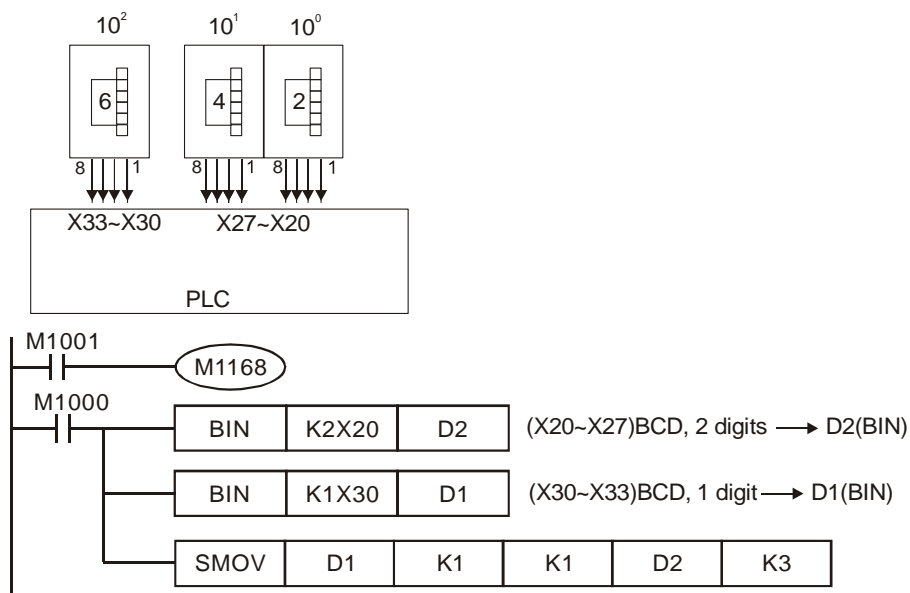 10² 10¹ 10⁰
6 4 2
8 1 8 1 8 1
X33~X30 X27~X20
PLC
M1001
M1168
M1000
BIN K2X20 D2 (X20~X27)BCD, 2 digits → D2(BIN)
BIN K1X30 D1 (X30~X33)BCD, 1 digit → D1(BIN)
SMOV D1 K1 K1 D2 K3